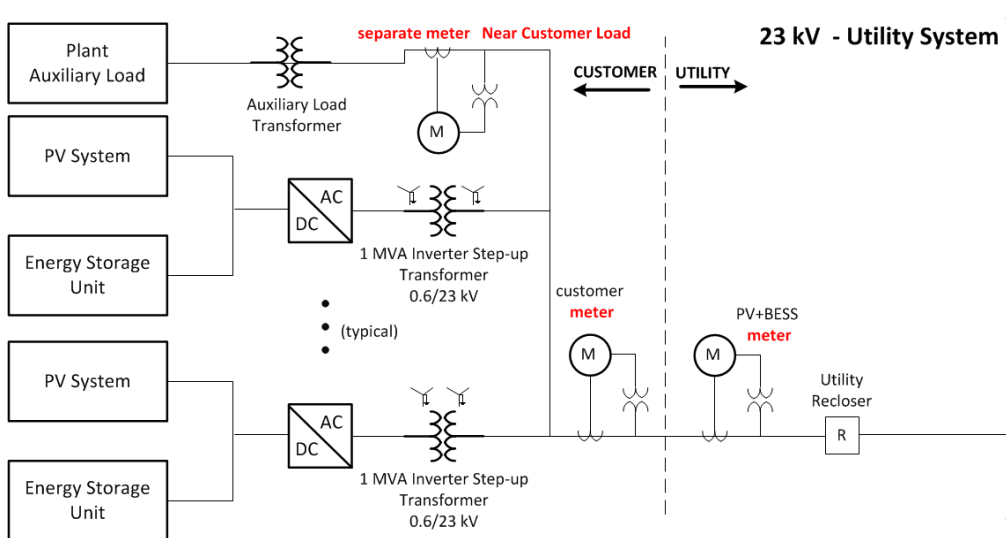 separate meter Near Customer Load
23 kV - Utility System
Plant
Auxiliary Load
CUSTOMER
UTILITY
Auxiliary Load
Transformer
M
PV System
AC
DC
1 MVA Inverter Step-up
Transformer
0.6/23 kV
Energy Storage
Unit
(typical)
customer
meter
M
PV+BESS
meter
M
Utility
Recloser
R
PV System
AC
DC
1 MVA Inverter Step-up
Transformer
0.6/23 kV
Energy Storage
Unit